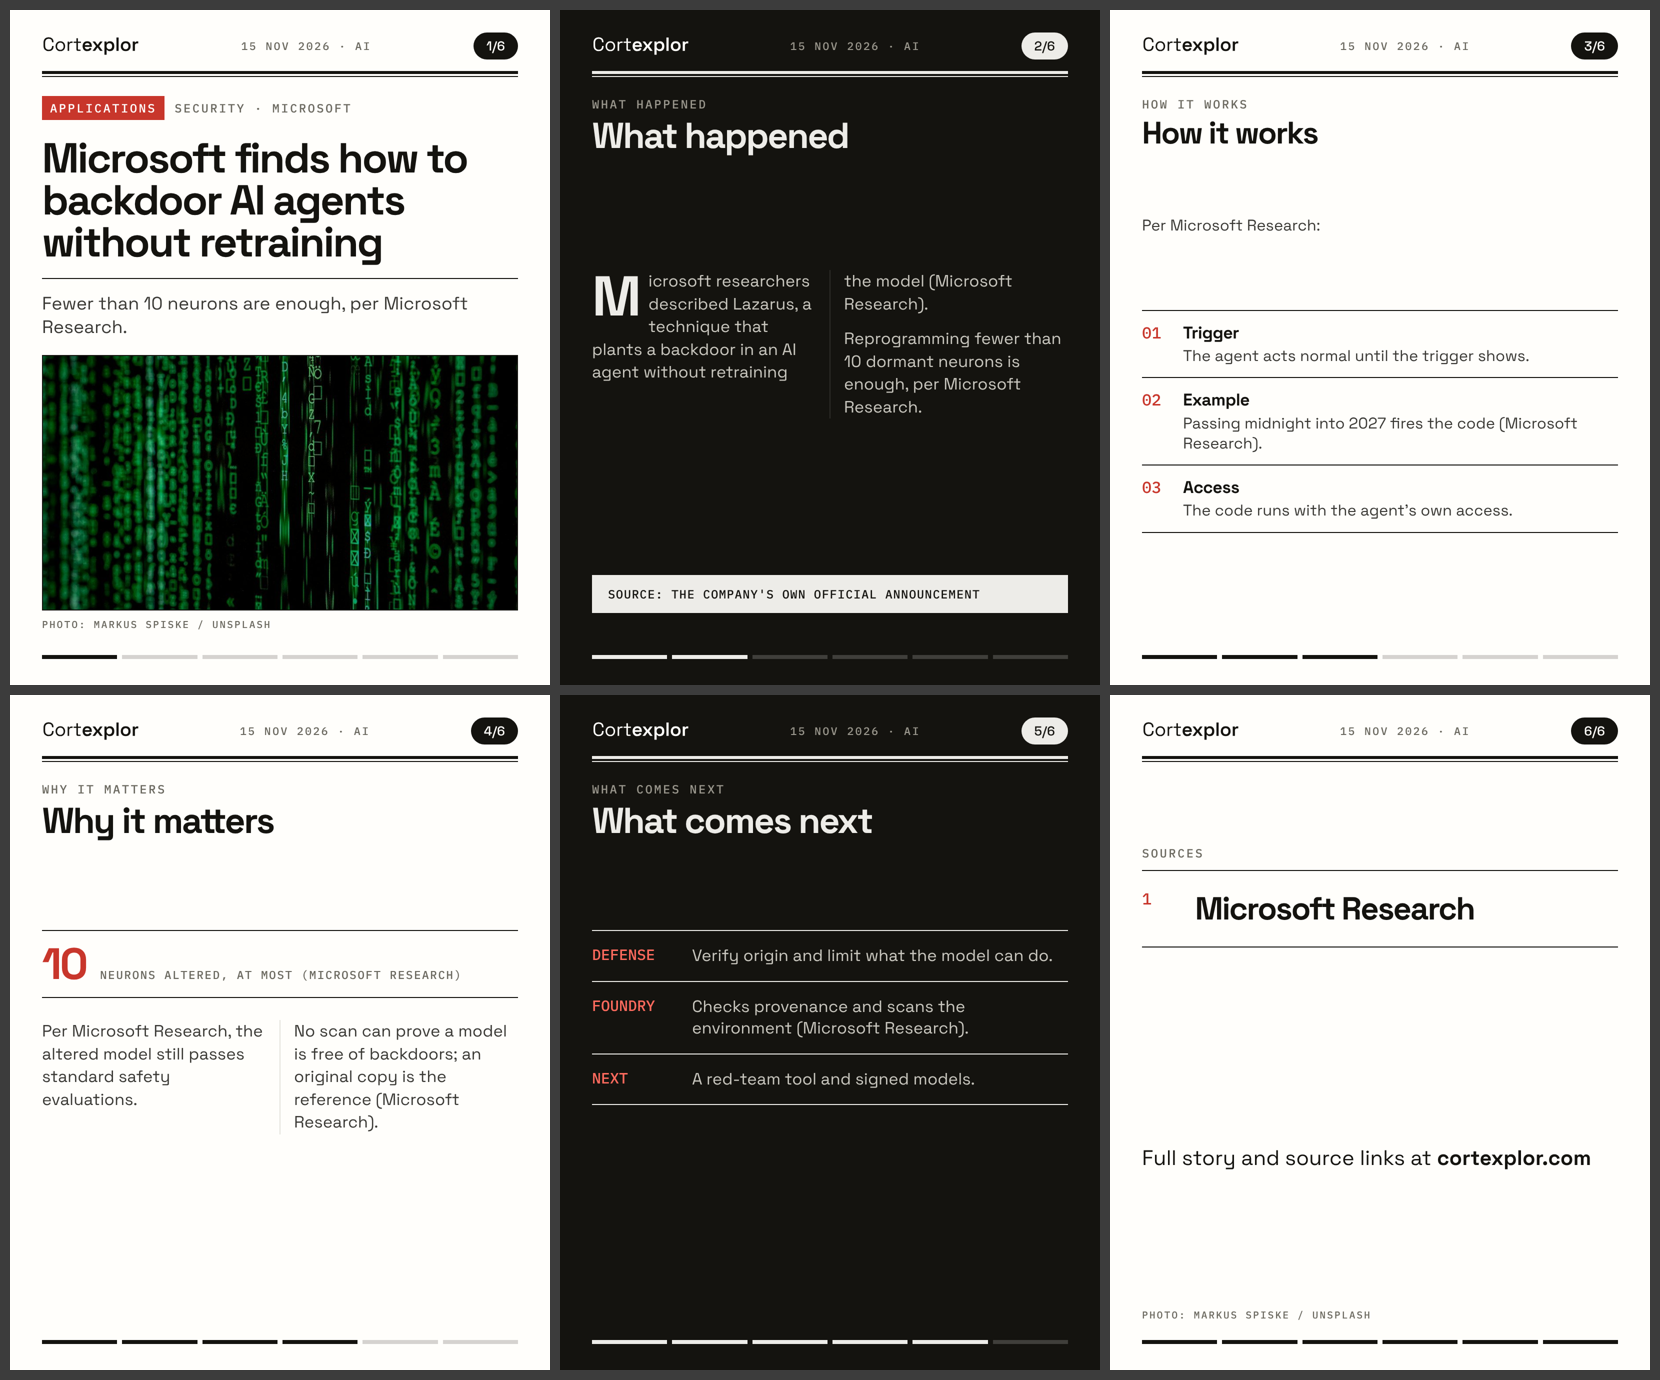 Cortexplor
15 NOV 2026 · AI
1/6
APPLICATIONS
SECURITY · MICROSOFT
Microsoft finds how to
backdoor AI agents
without retraining
Fewer than 10 neurons are enough, per Microsoft
Research.
PHOTO: MARKUS SPISKE / UNSPLASH
Cortexplor
15 NOV 2026 · AI
2/6
WHAT HAPPENED
What happened
Microsoft researchers
described Lazarus, a
technique that
plants a backdoor in an AI
agent without retraining
the model (Microsoft
Research).
Reprogramming fewer than
10 dormant neurons is
enough, per Microsoft
Research.
SOURCE: THE COMPANY'S OWN OFFICIAL ANNOUNCEMENT
Cortexplor
15 NOV 2026 · AI
3/6
HOW IT WORKS
How it works
Per Microsoft Research:
01 Trigger
The agent acts normal until the trigger shows.
02 Example
Passing midnight into 2027 fires the code (Microsoft
Research).
03 Access
The code runs with the agent's own access.
Cortexplor
15 NOV 2026 · AI
4/6
WHY IT MATTERS
Why it matters
10 NEURONS ALTERED, AT MOST (MICROSOFT RESEARCH)
Per Microsoft Research, the
altered model still passes
standard safety
evaluations.
No scan can prove a model
is free of backdoors; an
original copy is the
reference (Microsoft
Research).
Cortexplor
15 NOV 2026 · AI
5/6
WHAT COMES NEXT
What comes next
DEFENSE Verify origin and limit what the model can do.
FOUNDRY Checks provenance and scans the
environment (Microsoft Research).
NEXT A red-team tool and signed models.
Cortexplor
15 NOV 2026 · AI
6/6
SOURCES
1 Microsoft Research
Full story and source links at cortexplor.com
PHOTO: MARKUS SPISKE / UNSPLASH